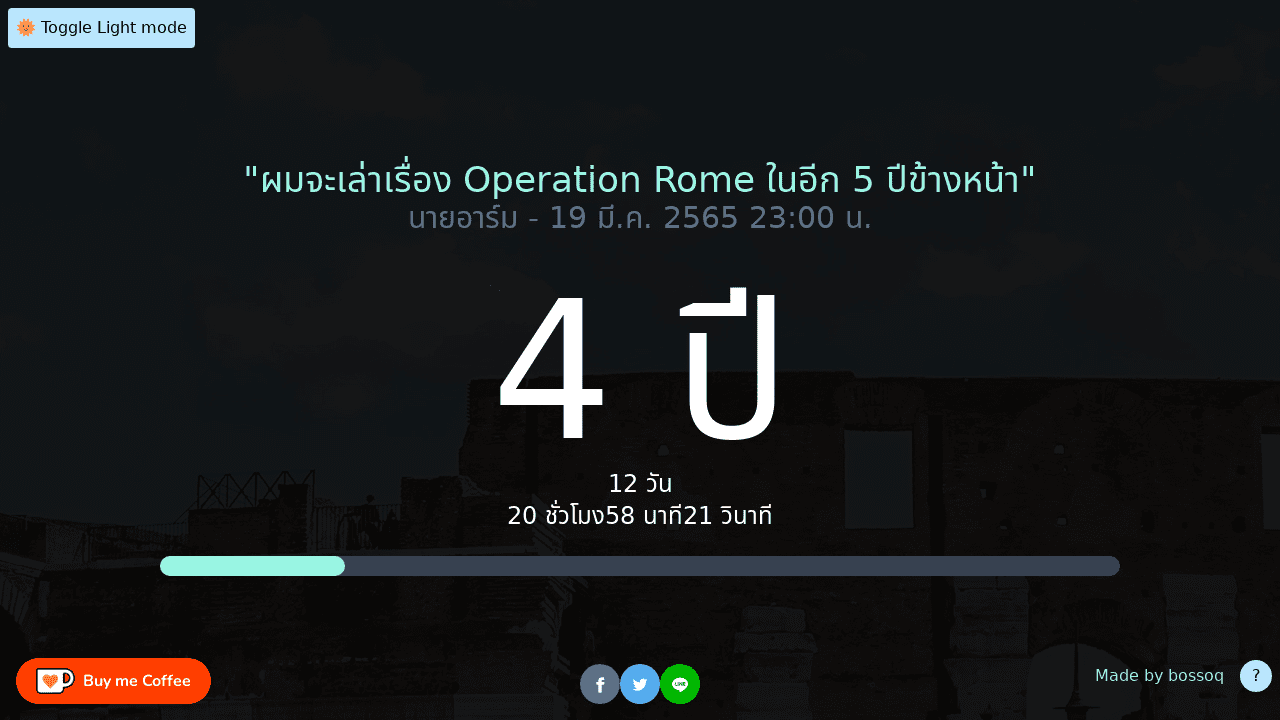 Toggle Light mode
"ผมจะเล่าเรื่อง Operation Rome ในอีก 5 ปีข้างหน้า"
นายอาร์ม - 19 มี.ค. 2565 23:00 น.
4 ปี
12 วัน
20 ชั่วโมง58 นาที21 วินาที
Buy me Coffee
LINE
Made by bossoq
?